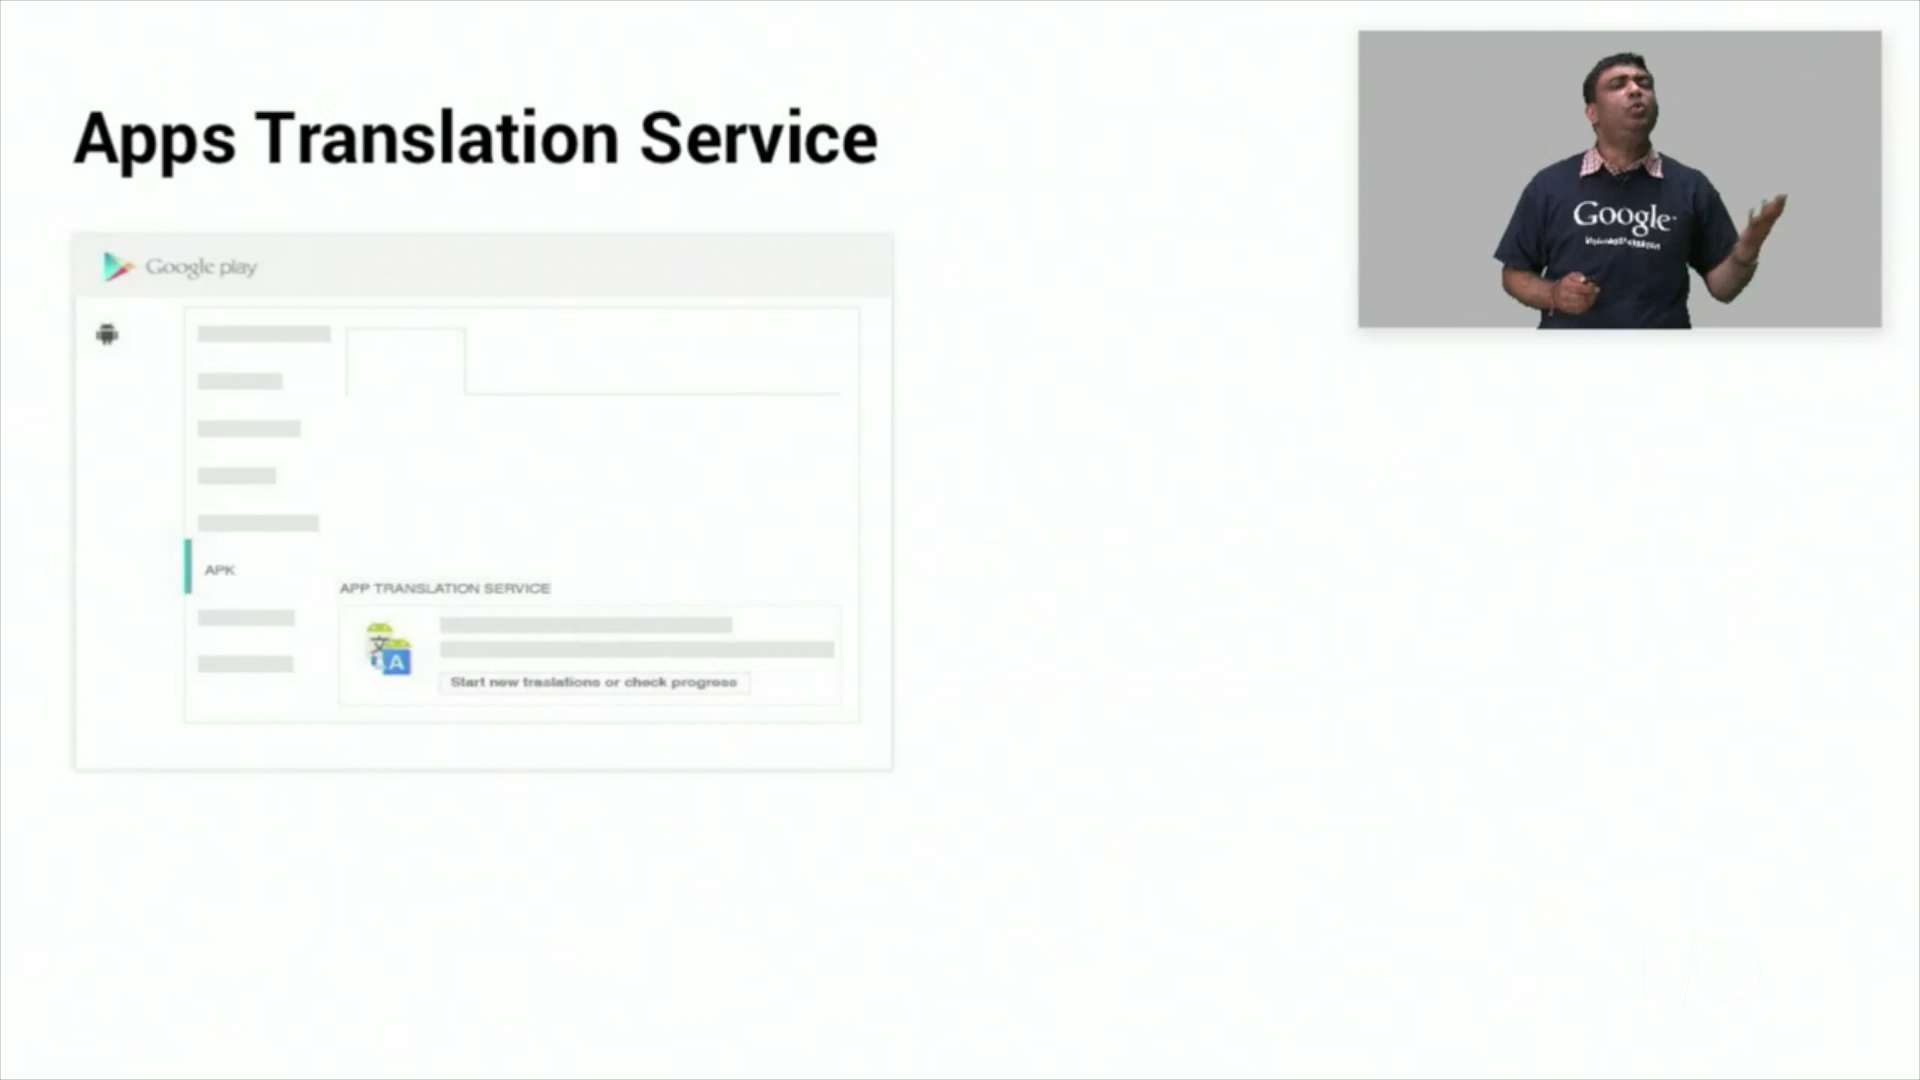 Apps Translation Service
Google play
Google
APK
APP TRANSLATION SERVICE
A
Start new traslations or check progress